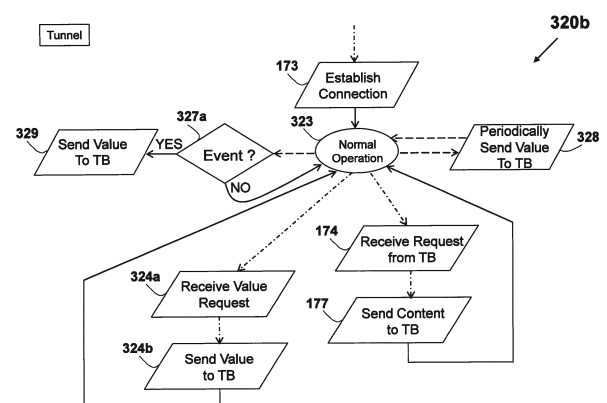 320b
Tunnel
173
Establish
Connection
327a
323
329
Send Value
To TB
YES
Event ?
NO
Normal
Operation
Periodically
Send Value
To TB
328
174
Receive Request
from TB
324a
Receive Value
Request
177
Send Content
to TB
324b
Send Value
to TB